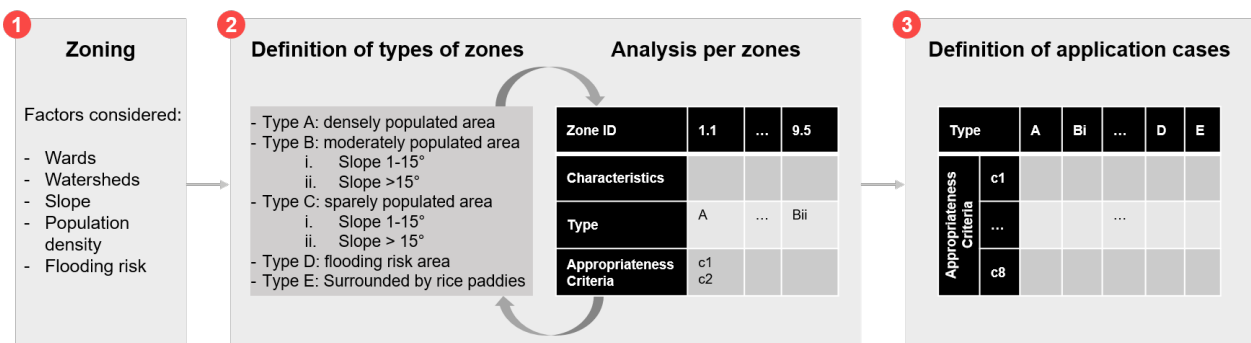 1
Zoning
Factors considered:
- Wards
- Watersheds
- Slope
- Population
density
- Flooding risk
2
Definition of types of zones
- Type A: densely populated area
- Type B: moderately populated area
i. Slope 1-15°
ii. Slope >15°
- Type C: sparely populated area
i. Slope 1-15°
ii. Slope > 15°
- Type D: flooding risk area
- Type E: Surrounded by rice paddies
Analysis per zones
Zone ID 1.1 ... 9.5
Characteristics
Type A ... Bii
Appropriateness
Criteria
c1
c2
3
Definition of application cases
Type A Bi ... D E
Appropriateness
Criteria
c1
... ...
c8